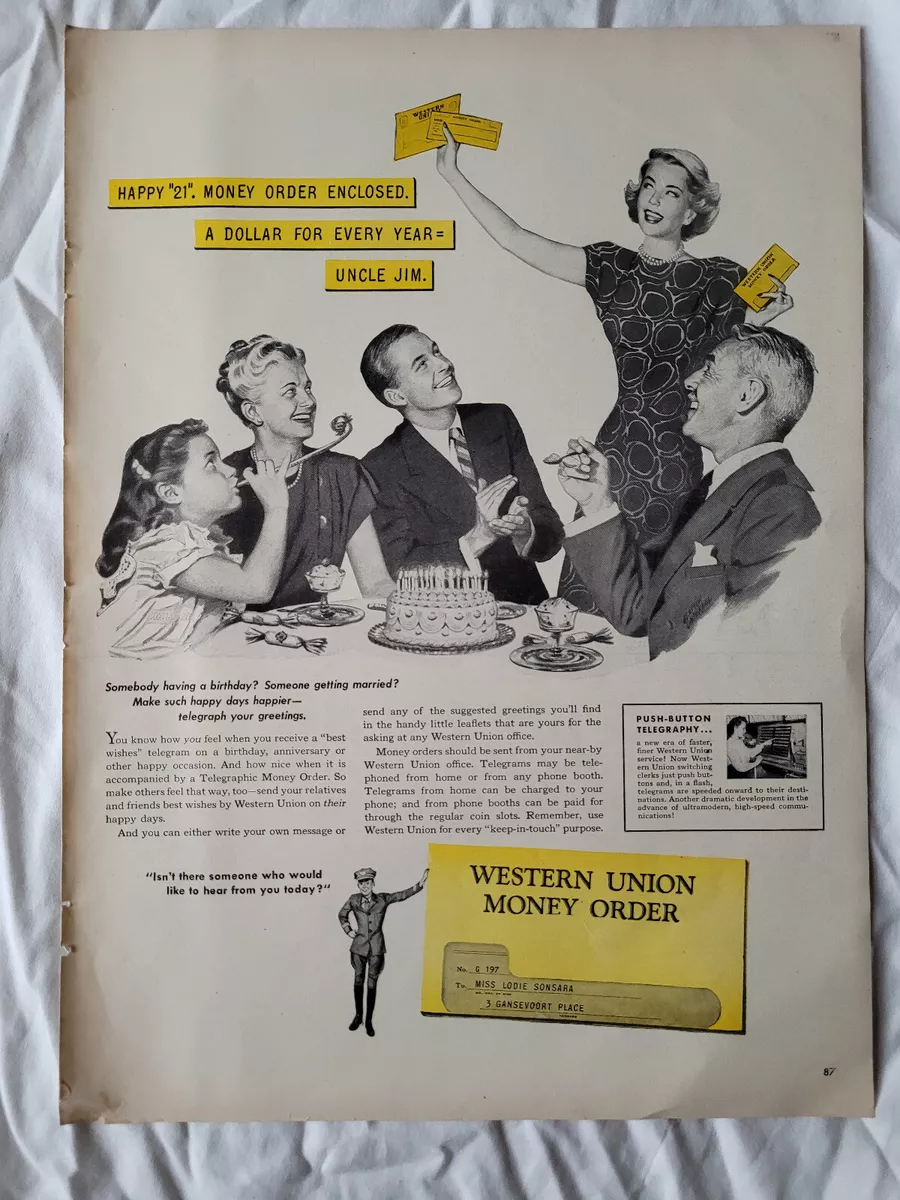 WESTERN
UNION
MONEY ORDER
HAPPY "21". MONEY ORDER ENCLOSED.
A DOLLAR FOR EVERY YEAR=
UNCLE JIM.
WESTERN UNION
MONEY ORDER
Somebody having a birthday? Someone getting married?
Make such happy days happier—
telegraph your greetings.
You know how you feel when you receive a "best
wishes" telegram on a birthday, anniversary or
other happy occasion. And how nice when it is
accompanied by a Telegraphic Money Order. So
make others feel that way, too—send your relatives
and friends best wishes by Western Union on their
happy days.
And you can either write your own message or
send any of the suggested greetings you'll find
in the handy little leaflets that are yours for the
asking at any Western Union office.
Money orders should be sent from your near-by
Western Union office. Telegrams may be tele-
phoned from home or from any phone booth.
Telegrams from home can be charged to your
phone; and from phone booths can be paid for
through the regular coin slots. Remember, use
Western Union for every "keep-in-touch" purpose.
PUSH-BUTTON
TELEGRAPHY...
a new era of faster,
finer Western Union
service! Now West-
ern Union switching
clerks just push but-
tons and, in a flash,
telegrams are speeded onward to their desti-
nations. Another dramatic development in the
advance of ultramodern, high-speed commu-
nications!
"Isn't there someone who would
like to hear from you today?"
WESTERN UNION
MONEY ORDER
No. G 197
To. MISS LODIE SONSARA
3 GANSEVOORT PLACE
87